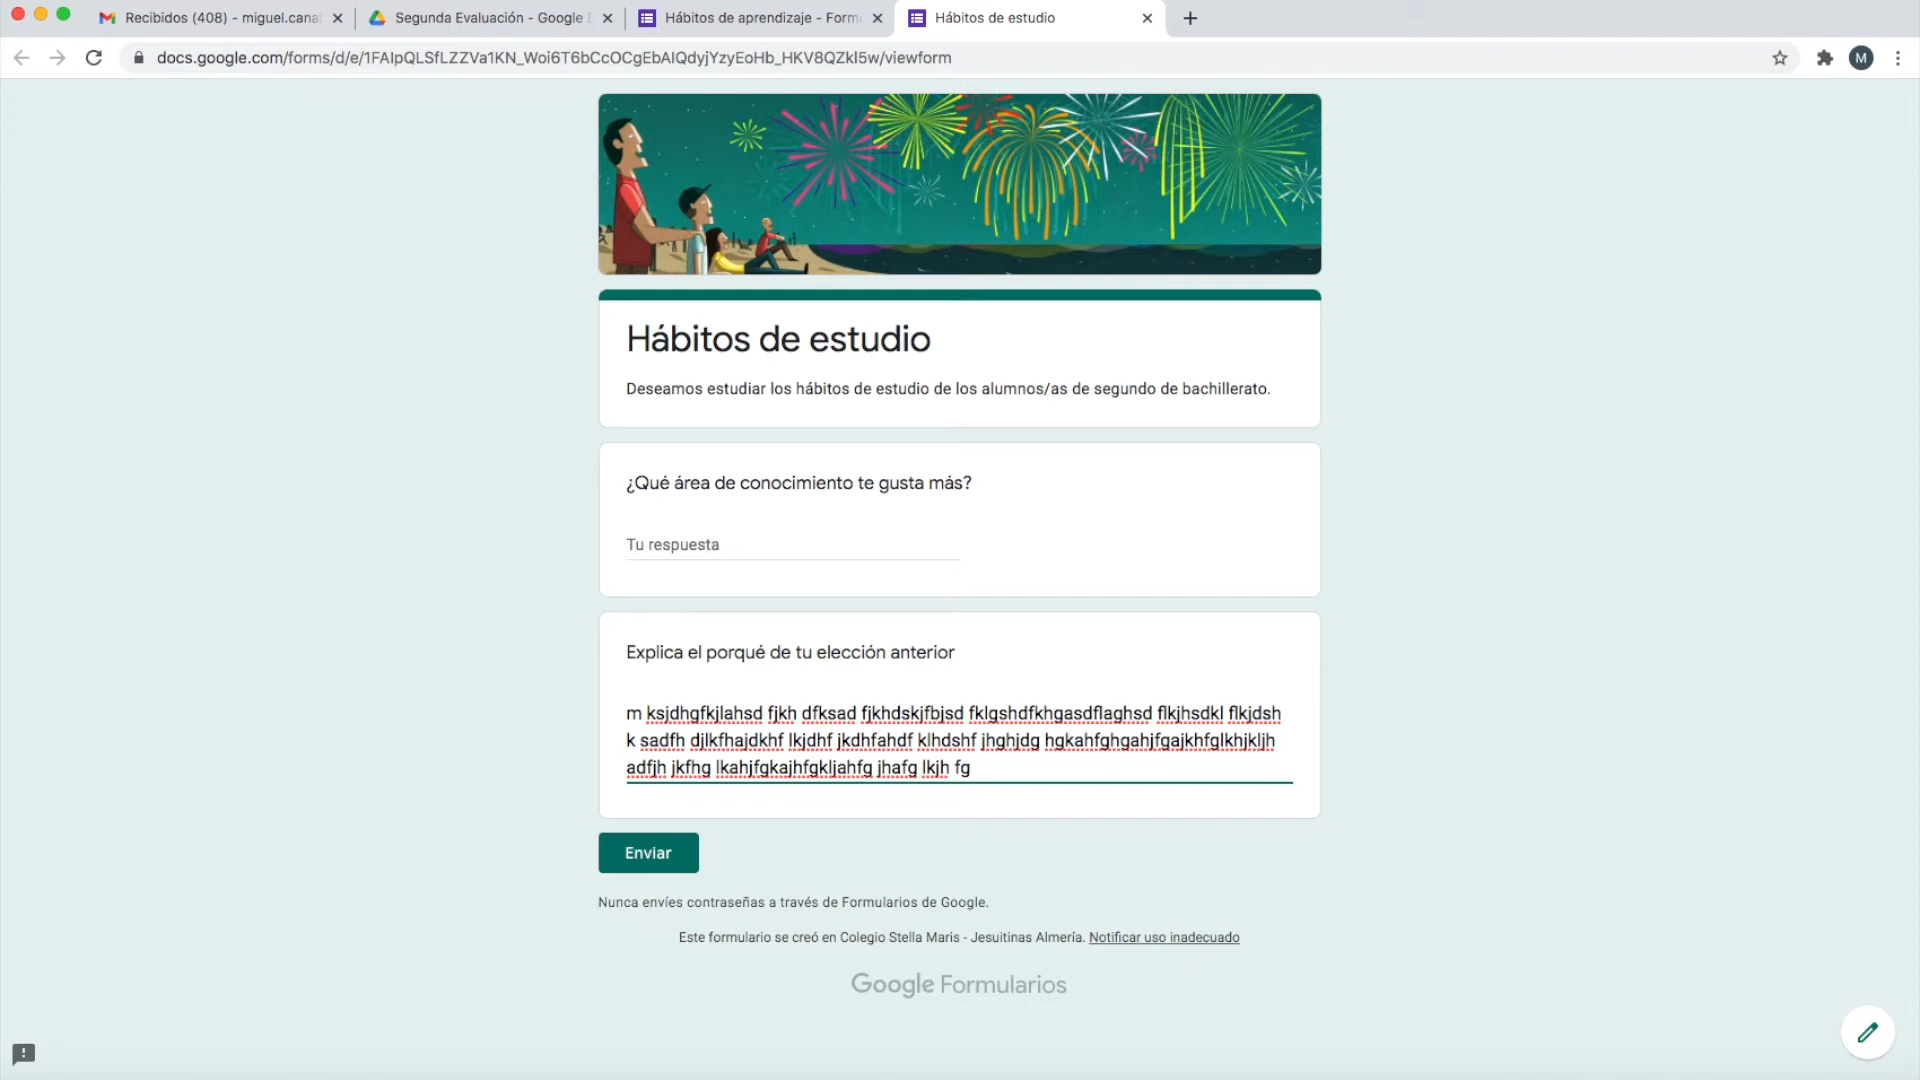 Recibidos (408) - miguel.cana
Segunda Evaluación - Google D
Hábitos de aprendizaje - Form
Hábitos de estudio
docs.google.com/forms/d/e/1FAIpQLSfLZZVa1KN_Woi6T6bCcOCgEbAIQdyjYzyEoHb_HKV8QZkl5w/viewform
M
Hábitos de estudio
Deseamos estudiar los hábitos de estudio de los alumnos/as de segundo de bachillerato.
¿Qué área de conocimiento te gusta más?
Tu respuesta
Explica el porqué de tu elección anterior
m ksjdhgfkjlahsd fjkh dfksad fjkhdskjfbjsd fklgshdfkhgasdflaghsd flkjhsdkl flkjdsh
k sadfh djlkfhajdkhf lkjdhf jkdhfahdf klhdshf jhghjdg hgkahfghgahjfgajkhfglkhjkljh
adfjh jkfhg lkahjfgkajhfgkljahfg jhafg lkjh fg
Enviar
Nunca envíes contraseñas a través de Formularios de Google.
Este formulario se creó en Colegio Stella Maris - Jesuitinas Almería. Notificar uso inadecuado
Google Formularios